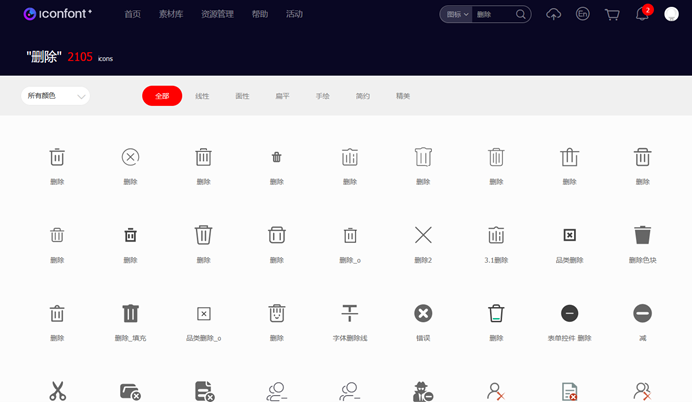 iconfont+ 首页 素材库 资源管理 帮助 活动 图标 删除 En 2
"删除" 2105 icons
所有颜色 全部 线性 面性 扁平 手绘 简约 精美
删除 删除 删除 删除 删除 删除 删除 删除 删除
删除 删除 删除 删除 删除_o 删除2 3.1删除 品类删除 删除色块
删除 删除_填充 品类删除_o 删除 字体删除线 错误 删除 表单控件 删除 减